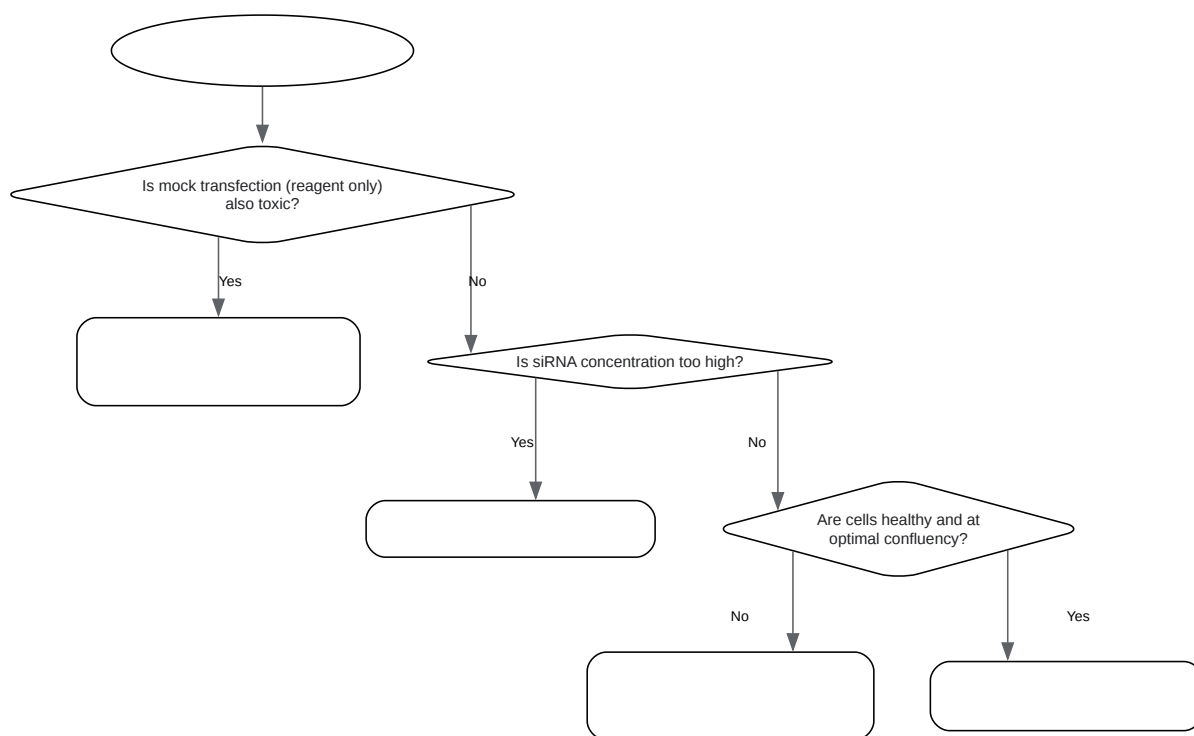 Is mock transfection (reagent only)
also toxic?
Yes
No
Is siRNA concentration too high?
Yes
No
Are cells healthy and at
optimal confluency?
No
Yes